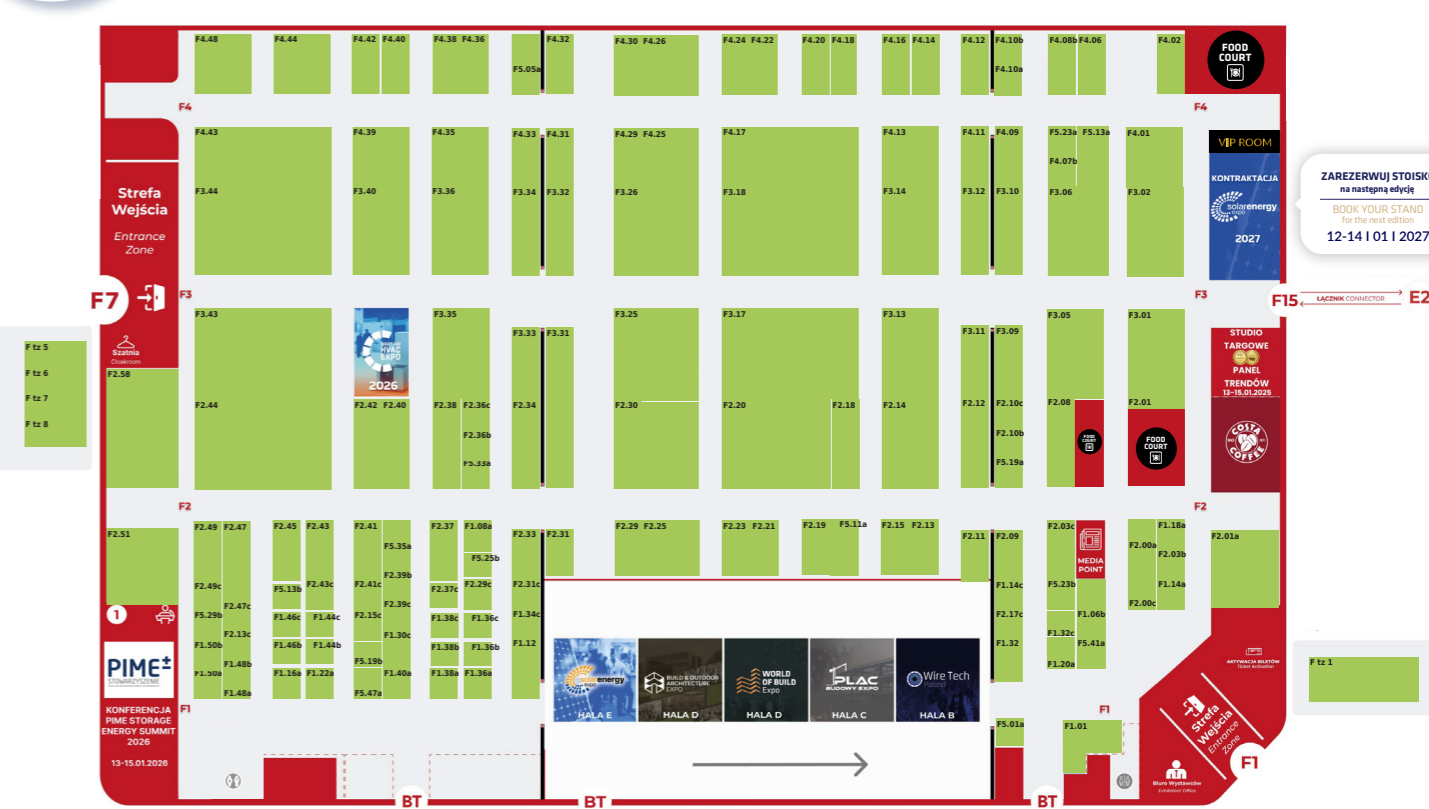 F4.48 F4.44 F4.42 F4.40 F4.38 F4.36 F4.32 F4.30 F4.26 F4.24 F4.22 F4.20 F4.18 F4.16 F4.14 F4.12 F4.10b F4.08b F4.06 F4.02
FOOD
COURT
F5.05a F4.10a
F4 F4
F4.43 F4.39 F4.35 F4.33 F4.31 F4.29 F4.25 F4.17 F4.13 F4.11 F4.09 F5.23a F5.13a F4.01
VIP ROOM
F4.07b
Strefa
Wejścia
Entrance
Zone
F3.44 F3.40 F3.36 F3.34 F3.32 F3.26 F3.18 F3.14 F3.12 F3.10 F3.06 F3.02
KONTRAKTACJA
solarenergy
expo
2027
ZAREZERWUJ STOISKO
na następną edycję
BOOK YOUR STAND
for the next edition
12-14 I 01 I 2027
F7 F3 F3 F15 ŁĄCZNIK CONNECTOR E2
Szatnia
Cloakroom
F3.43 F3.35 F3.25 F3.17 F3.13 F3.05 F3.01
F3.33 F3.31 F3.11 F3.09
WARSAW
HVAC
EXPO
2026
STUDIO
TARGOWE
PANEL
TRENDÓW
13-15.01.2025
F tz 5
F tz 6
F tz 7
F tz 8
F2.58
F2.44 F2.42 F2.40 F2.38 F2.36c F2.34 F2.30 F2.20 F2.18 F2.14 F2.12 F2.10c F2.08 F2.01
F2.36b F2.10b
FOOD
COURT
FOOD
COURT
COSTA
COFFEE
F5.33a F5.19a
F2 F2
F2.51 F2.49 F2.47 F2.45 F2.43 F2.41 F2.37 F1.08a F2.33 F2.31 F2.29 F2.25 F2.23 F2.21 F2.19 F5.11a F2.15 F2.13 F2.11 F2.09 F2.03c F1.18a F2.01a
F5.35a F5.25b F2.00a F2.03b
MEDIA
POINT
F2.39b
F2.49c F5.13b F2.43c F2.41c F2.37c F2.29c F2.31c F1.14c F5.23b F1.14a
F2.47c F2.39c F2.00c
1
F5.29b F1.46c F1.44c F2.15c F1.38c F1.36c F1.34c F2.17c F1.06b
F2.13c F1.30c F1.32c
F1.50b F1.46b F1.44b F1.38b F1.36b F1.12 F1.32 F5.41a
F1.48b F5.19b F1.20a
F1.50a F1.16a F1.22a F1.40a F1.38a F1.36a
F1.48a F5.47a
PIME
STOWARZYSZENIE
KONFERENCJA
PIME STORAGE
ENERGY SUMMIT
2026
13-15.01.2026
F1 F1
solarenergy
expo
HALA E
BUILD & OUTDOOR
ARCHITECTURE
EXPO
HALA D
WORLD
OF BUILD
Expo
HALA D
PLAC
BUDOWY EXPO
HALA C
Wire Tech
Poland
HALA B
AKTYWACJA BILETÓW
Ticket Activation
F tz 1
F5.01a F1.01
Strefa
Wejścia
Entrance
Zone
F1
Biuro Wystawców
Exhibitors' Office
BT BT BT